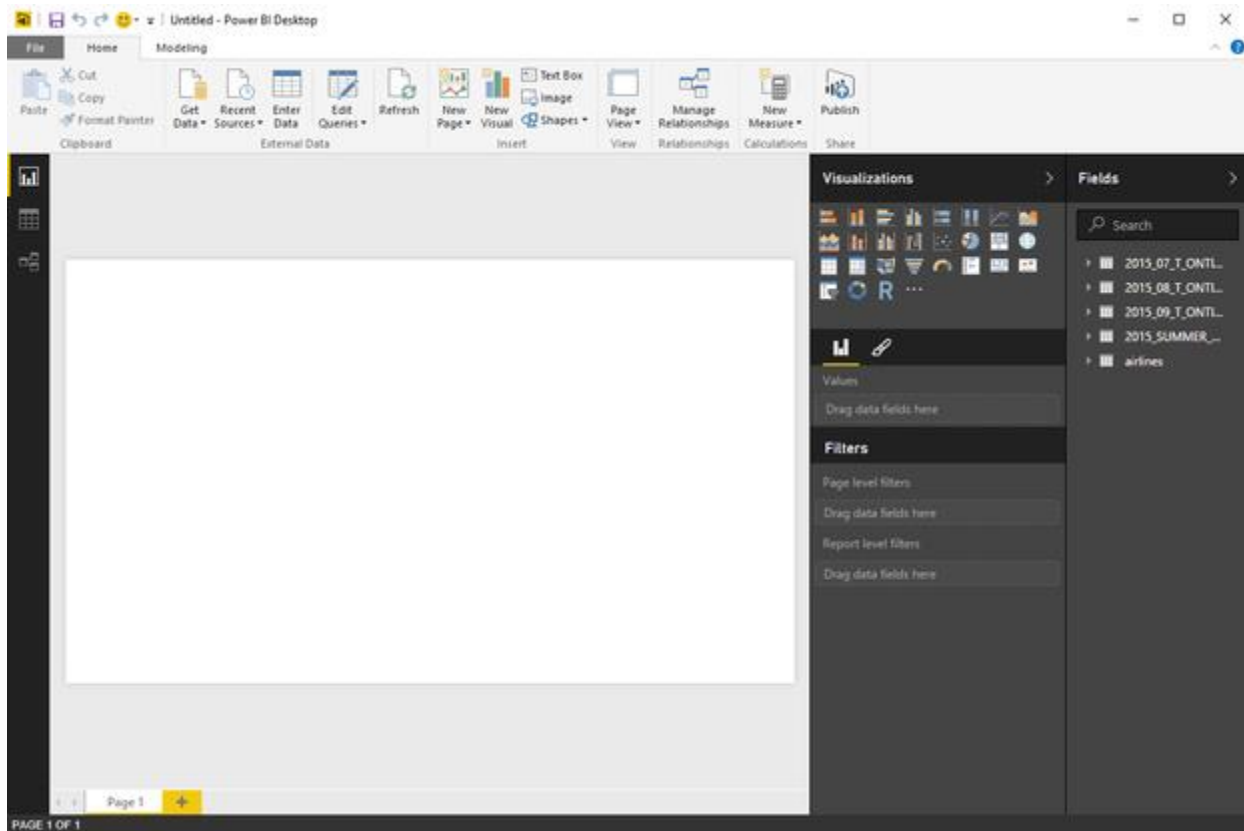 Untitled - Power BI Desktop
File Home Modeling
Paste
Cut
Copy
Format Painter
Clipboard
Get Data
Recent Sources
Enter Data
Edit Queries
Refresh
External Data
New Page
New Visual
Text Box
Image
Shapes
Insert
Page View
View
Manage Relationships
Relationships
New Measure
Calculations
Publish
Share
Visualizations
R
Values
Drag data fields here
Filters
Page level filters
Drag data fields here
Report level filters
Drag data fields here
Fields
Search
2015_07_T_ONTI...
2015_08_T_ONTI...
2015_09_T_ONTI...
2015_SUMMER_...
airlines
Page 1
PAGE 1 OF 1